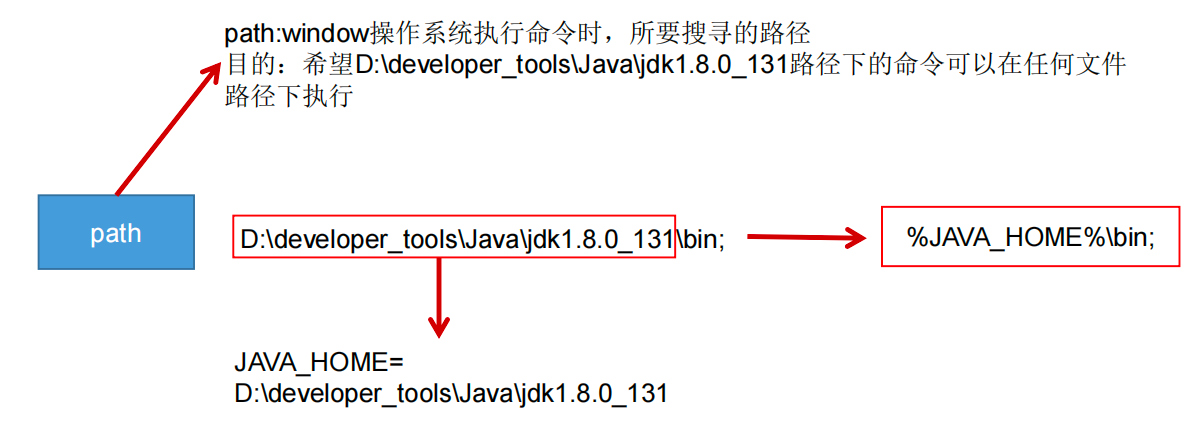 path:window操作系统执行命令时，所要搜寻的路径
目的：希望D:\developer_tools\Java\jdk1.8.0_131路径下的命令可以在任何文件
路径下执行
path
D:\developer_tools\Java\jdk1.8.0_131\bin;
%JAVA_HOME%\bin;
JAVA_HOME=
D:\developer_tools\Java\jdk1.8.0_131